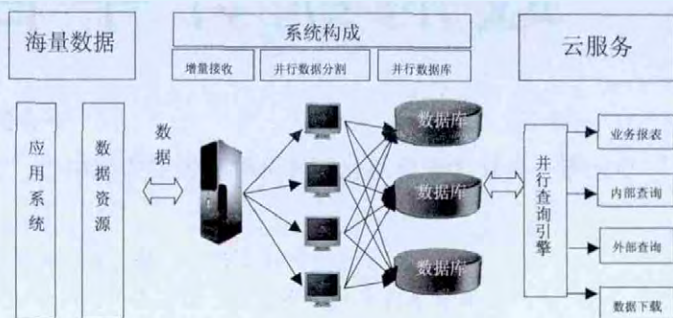 海量数据
系统构成
云服务
增量接收
并行数据分割
并行数据库
应用系统
数据资源
数据
数据库
数据库
数据库
并行查询引擎
业务报表
内部查询
外部查询
数据下载